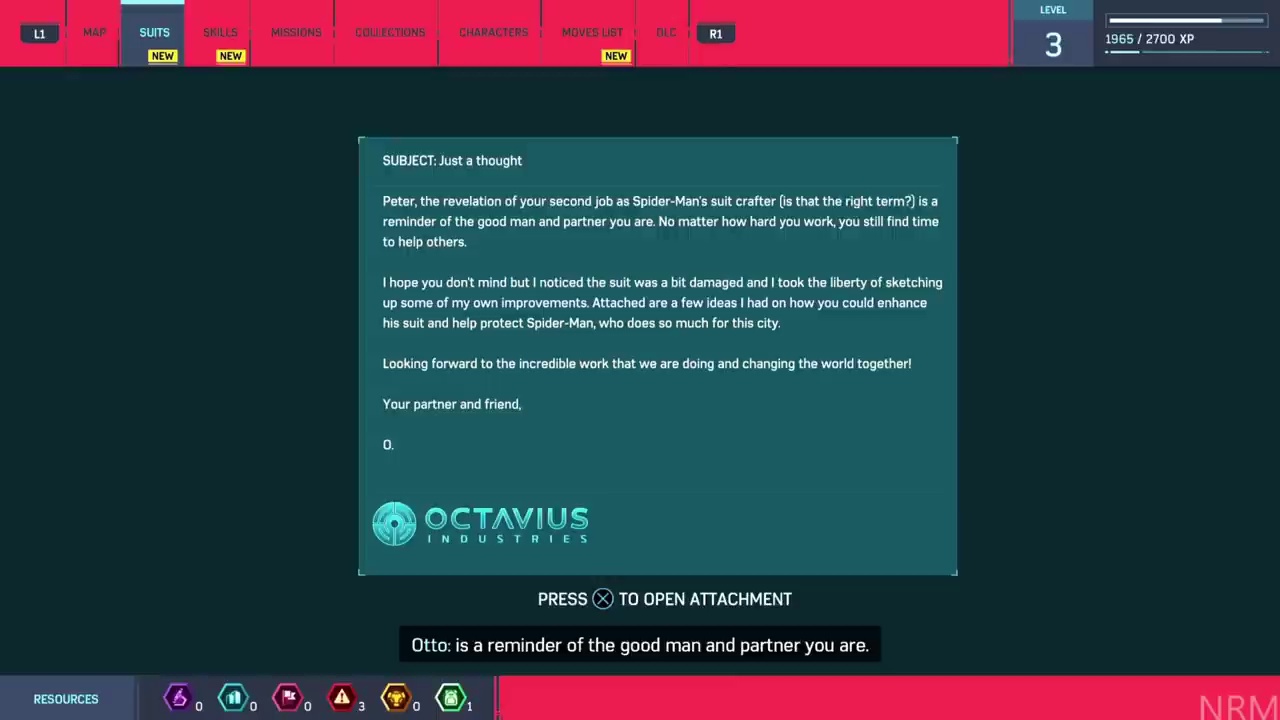 L1 MAP SUITS SKILLS MISSIONS COLLECTIONS CHARACTERS MOVES LIST DLC R1
NEW NEW NEW
LEVEL
3
1965 / 2700 XP
SUBJECT: Just a thought
Peter, the revelation of your second job as Spider-Man's suit crafter (is that the right term?) is a
reminder of the good man and partner you are. No matter how hard you work, you still find time
to help others.
I hope you don't mind but I noticed the suit was a bit damaged and I took the liberty of sketching
up some of my own improvements. Attached are a few ideas I had on how you could enhance
his suit and help protect Spider-Man, who does so much for this city.
Looking forward to the incredible work that we are doing and changing the world together!
Your partner and friend,
O.
OCTAVIUS
INDUSTRIES
PRESS TO OPEN ATTACHMENT
Otto: is a reminder of the good man and partner you are.
RESOURCES 0 0 0 3 0 1
NRM